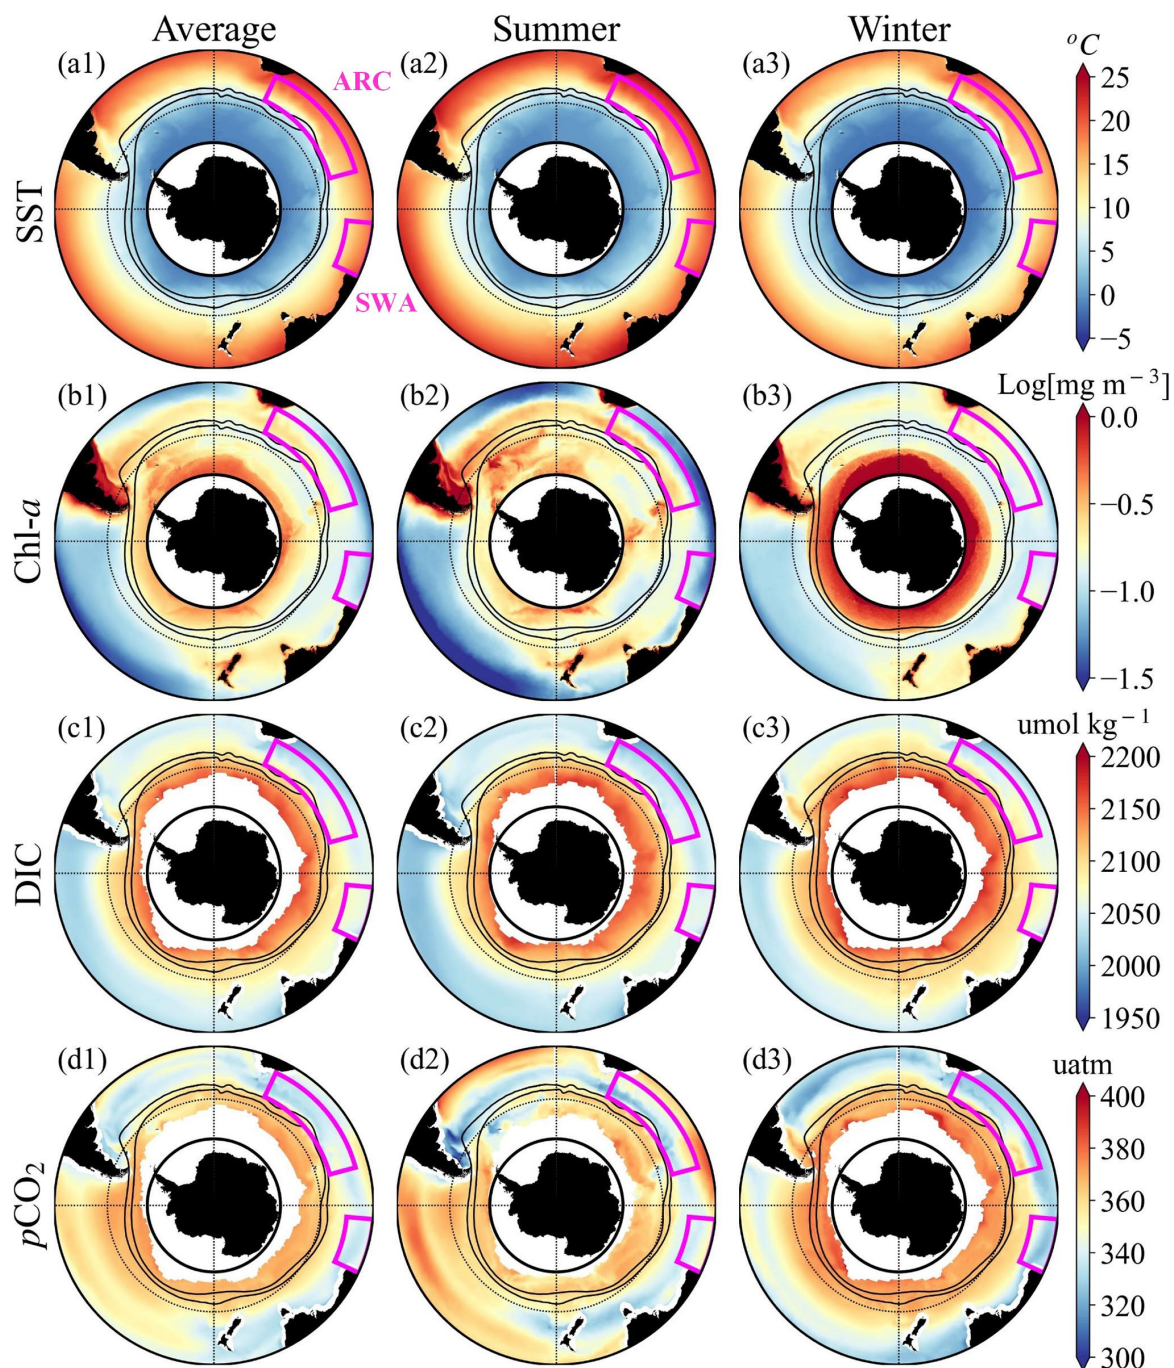 Average Summer Winter
(a1) (a2) (a3) °C
ARC
SWA
SST
25
20
15
10
5
0
−5
(b1) (b2) (b3) Log[mg m⁻³]
Chl-a
0.0
−0.5
−1.0
−1.5
(c1) (c2) (c3) umol kg⁻¹
DIC
2200
2150
2100
2050
2000
1950
(d1) (d2) (d3) uatm
pCO₂
400
380
360
340
320
300